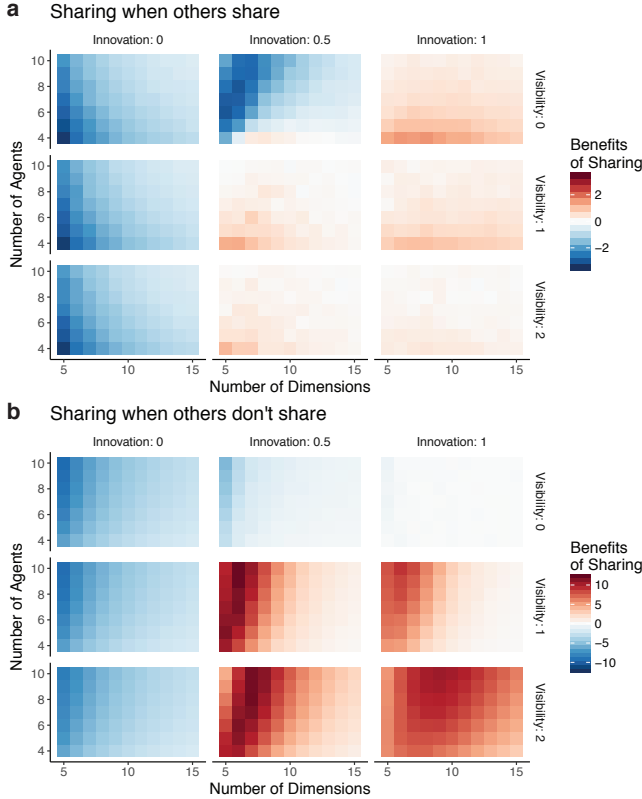 a Sharing when others share
Innovation: 0 Innovation: 0.5 Innovation: 1
10
8
6
4
Visibility: 0
10
8
6
4
Visibility: 1
10
8
6
4
Visibility: 2
Number of Agents
5 10 15 5 10 15 5 10 15
Number of Dimensions
Benefits
of Sharing
2
0
−2
b Sharing when others don't share
Innovation: 0 Innovation: 0.5 Innovation: 1
10
8
6
4
Visibility: 0
10
8
6
4
Visibility: 1
10
8
6
4
Visibility: 2
Number of Agents
5 10 15 5 10 15 5 10 15
Number of Dimensions
Benefits
of Sharing
10
5
0
−5
−10